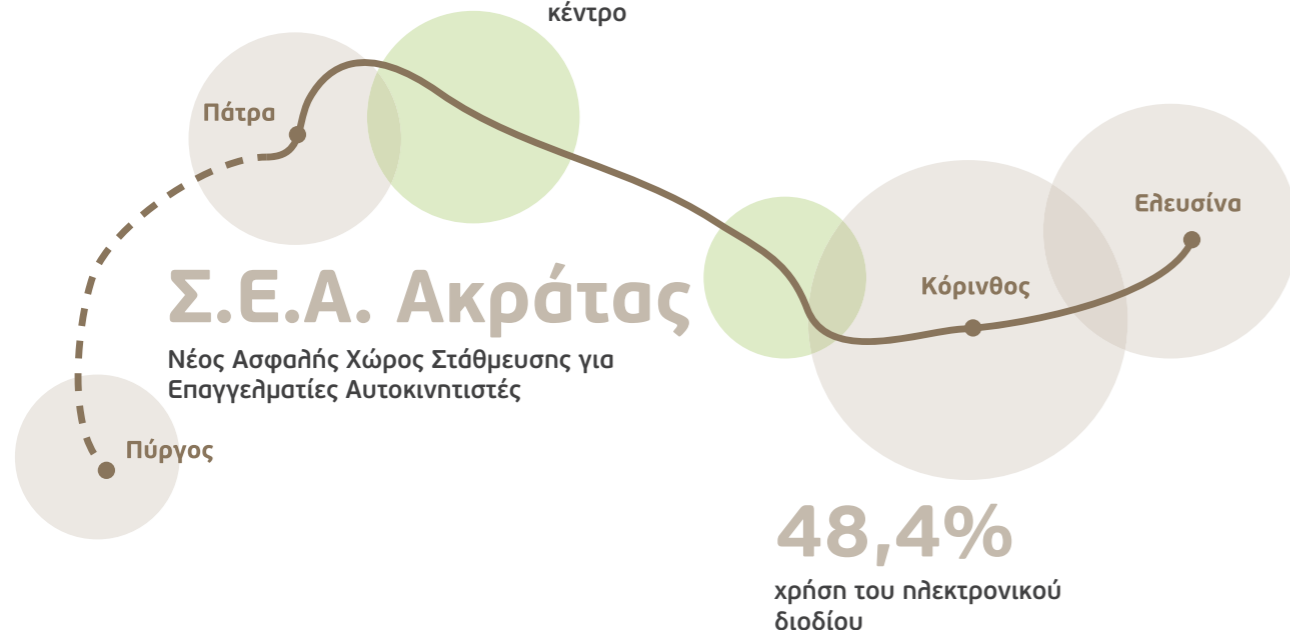 κέντρο
Πάτρα
Ελευσίνα
Κόρινθος
Σ.Ε.Α. Ακράτας
Νέος Ασφαλής Χώρος Στάθμευσης για
Επαγγελματίες Αυτοκινητιστές
Πύργος
48,4%
χρήση του ηλεκτρονικού
διοδίου